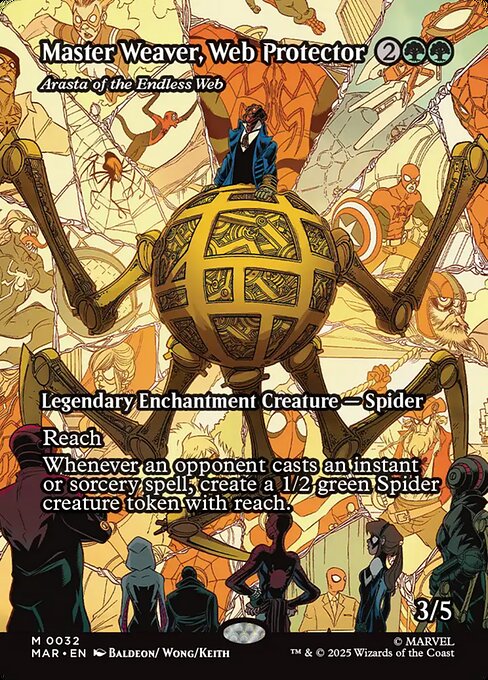 Master Weaver, Web Protector 2
Arasta of the Endless Web
Legendary Enchantment Creature — Spider
Reach
Whenever an opponent casts an instant
or sorcery spell, create a 1/2 green Spider
creature token with reach.
3/5
M 0032
MAR • EN BALDEON/ WONG/KEITH
© MARVEL
™ & © 2025 Wizards of the Coast